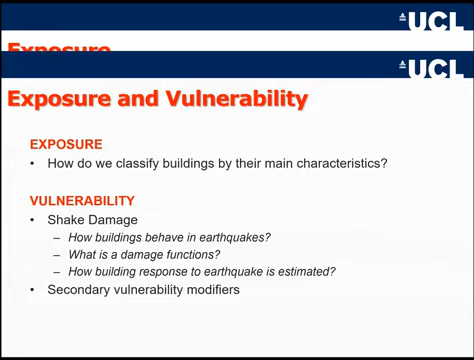 UCL
Exposure
UCL
Exposure and Vulnerability
EXPOSURE
• How do we classify buildings by their main characteristics?
VULNERABILITY
• Shake Damage
– How buildings behave in earthquakes?
– What is a damage functions?
– How building response to earthquake is estimated?
• Secondary vulnerability modifiers